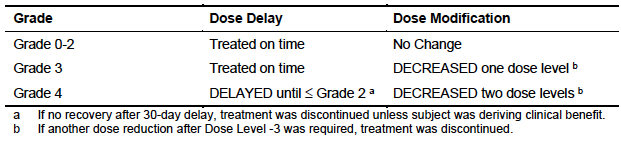 Grade Dose Delay Dose Modification
Grade 0-2 Treated on time No Change
Grade 3 Treated on time DECREASED one dose level b
Grade 4 DELAYED until ≤ Grade 2 a DECREASED two dose levels b
a If no recovery after 30-day delay, treatment was discontinued unless subject was deriving clinical benefit.
b If another dose reduction after Dose Level -3 was required, treatment was discontinued.